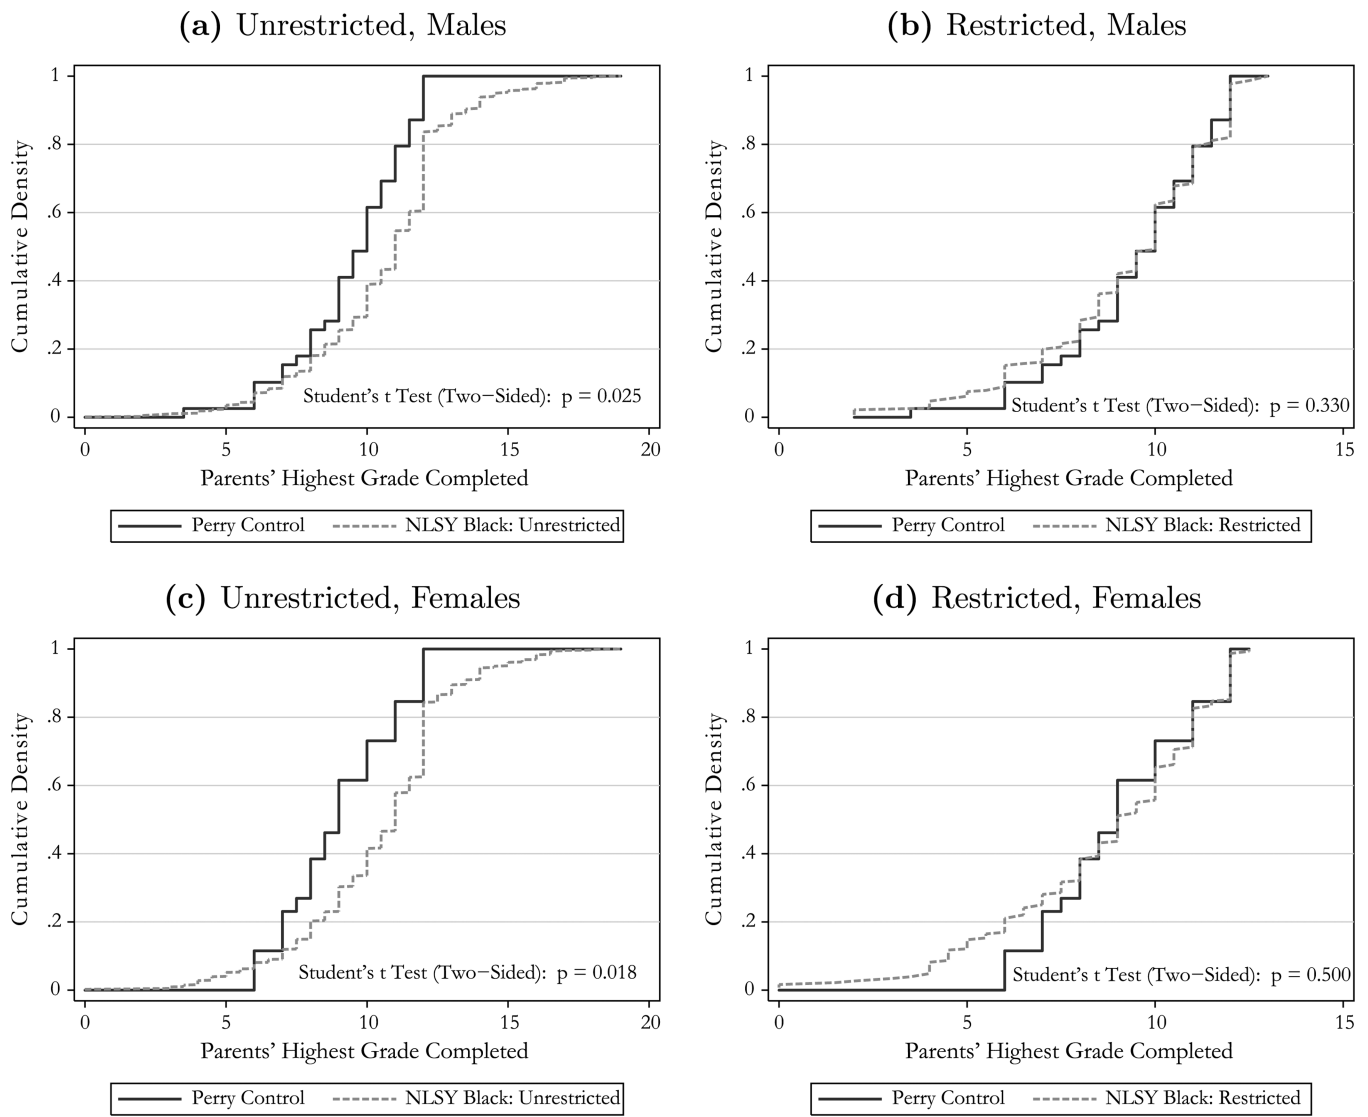 (a) Unrestricted, Males
Cumulative Density
1
.8
.6
.4
.2
0
Student's t Test (Two−Sided): p = 0.025
0 5 10 15 20
Parents' Highest Grade Completed
Perry Control NLSY Black: Unrestricted
(b) Restricted, Males
Cumulative Density
1
.8
.6
.4
.2
0
Student's t Test (Two−Sided): p = 0.330
0 5 10 15
Parents' Highest Grade Completed
Perry Control NLSY Black: Restricted
(c) Unrestricted, Females
Cumulative Density
1
.8
.6
.4
.2
0
Student's t Test (Two−Sided): p = 0.018
0 5 10 15 20
Parents' Highest Grade Completed
Perry Control NLSY Black: Unrestricted
(d) Restricted, Females
Cumulative Density
1
.8
.6
.4
.2
0
Student's t Test (Two−Sided): p = 0.500
0 5 10 15
Parents' Highest Grade Completed
Perry Control NLSY Black: Restricted